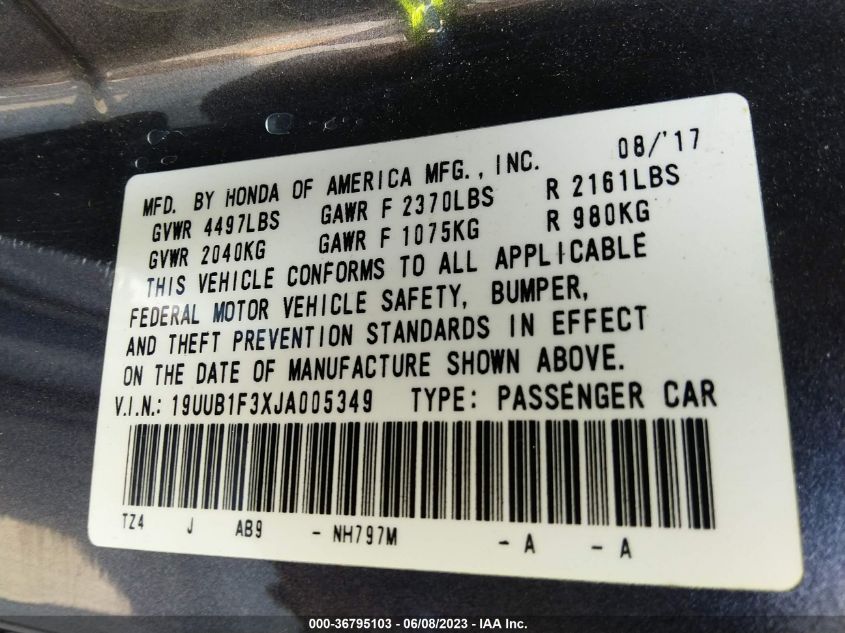 MFD. BY HONDA OF AMERICA MFG., INC. 08/'17
GVWR 4497LBS GAWR F 2370LBS R 2161LBS
GVWR 2040KG GAWR F 1075KG R 980KG
THIS VEHICLE CONFORMS TO ALL APPLICABLE
FEDERAL MOTOR VEHICLE SAFETY, BUMPER,
AND THEFT PREVENTION STANDARDS IN EFFECT
ON THE DATE OF MANUFACTURE SHOWN ABOVE.
V.I.N.: 19UUB1F3XJA005349 TYPE: PASSENGER CAR
TZ4 J AB9 - NH797M - A - A
000-36795103 - 06/08/2023 - IAA Inc.